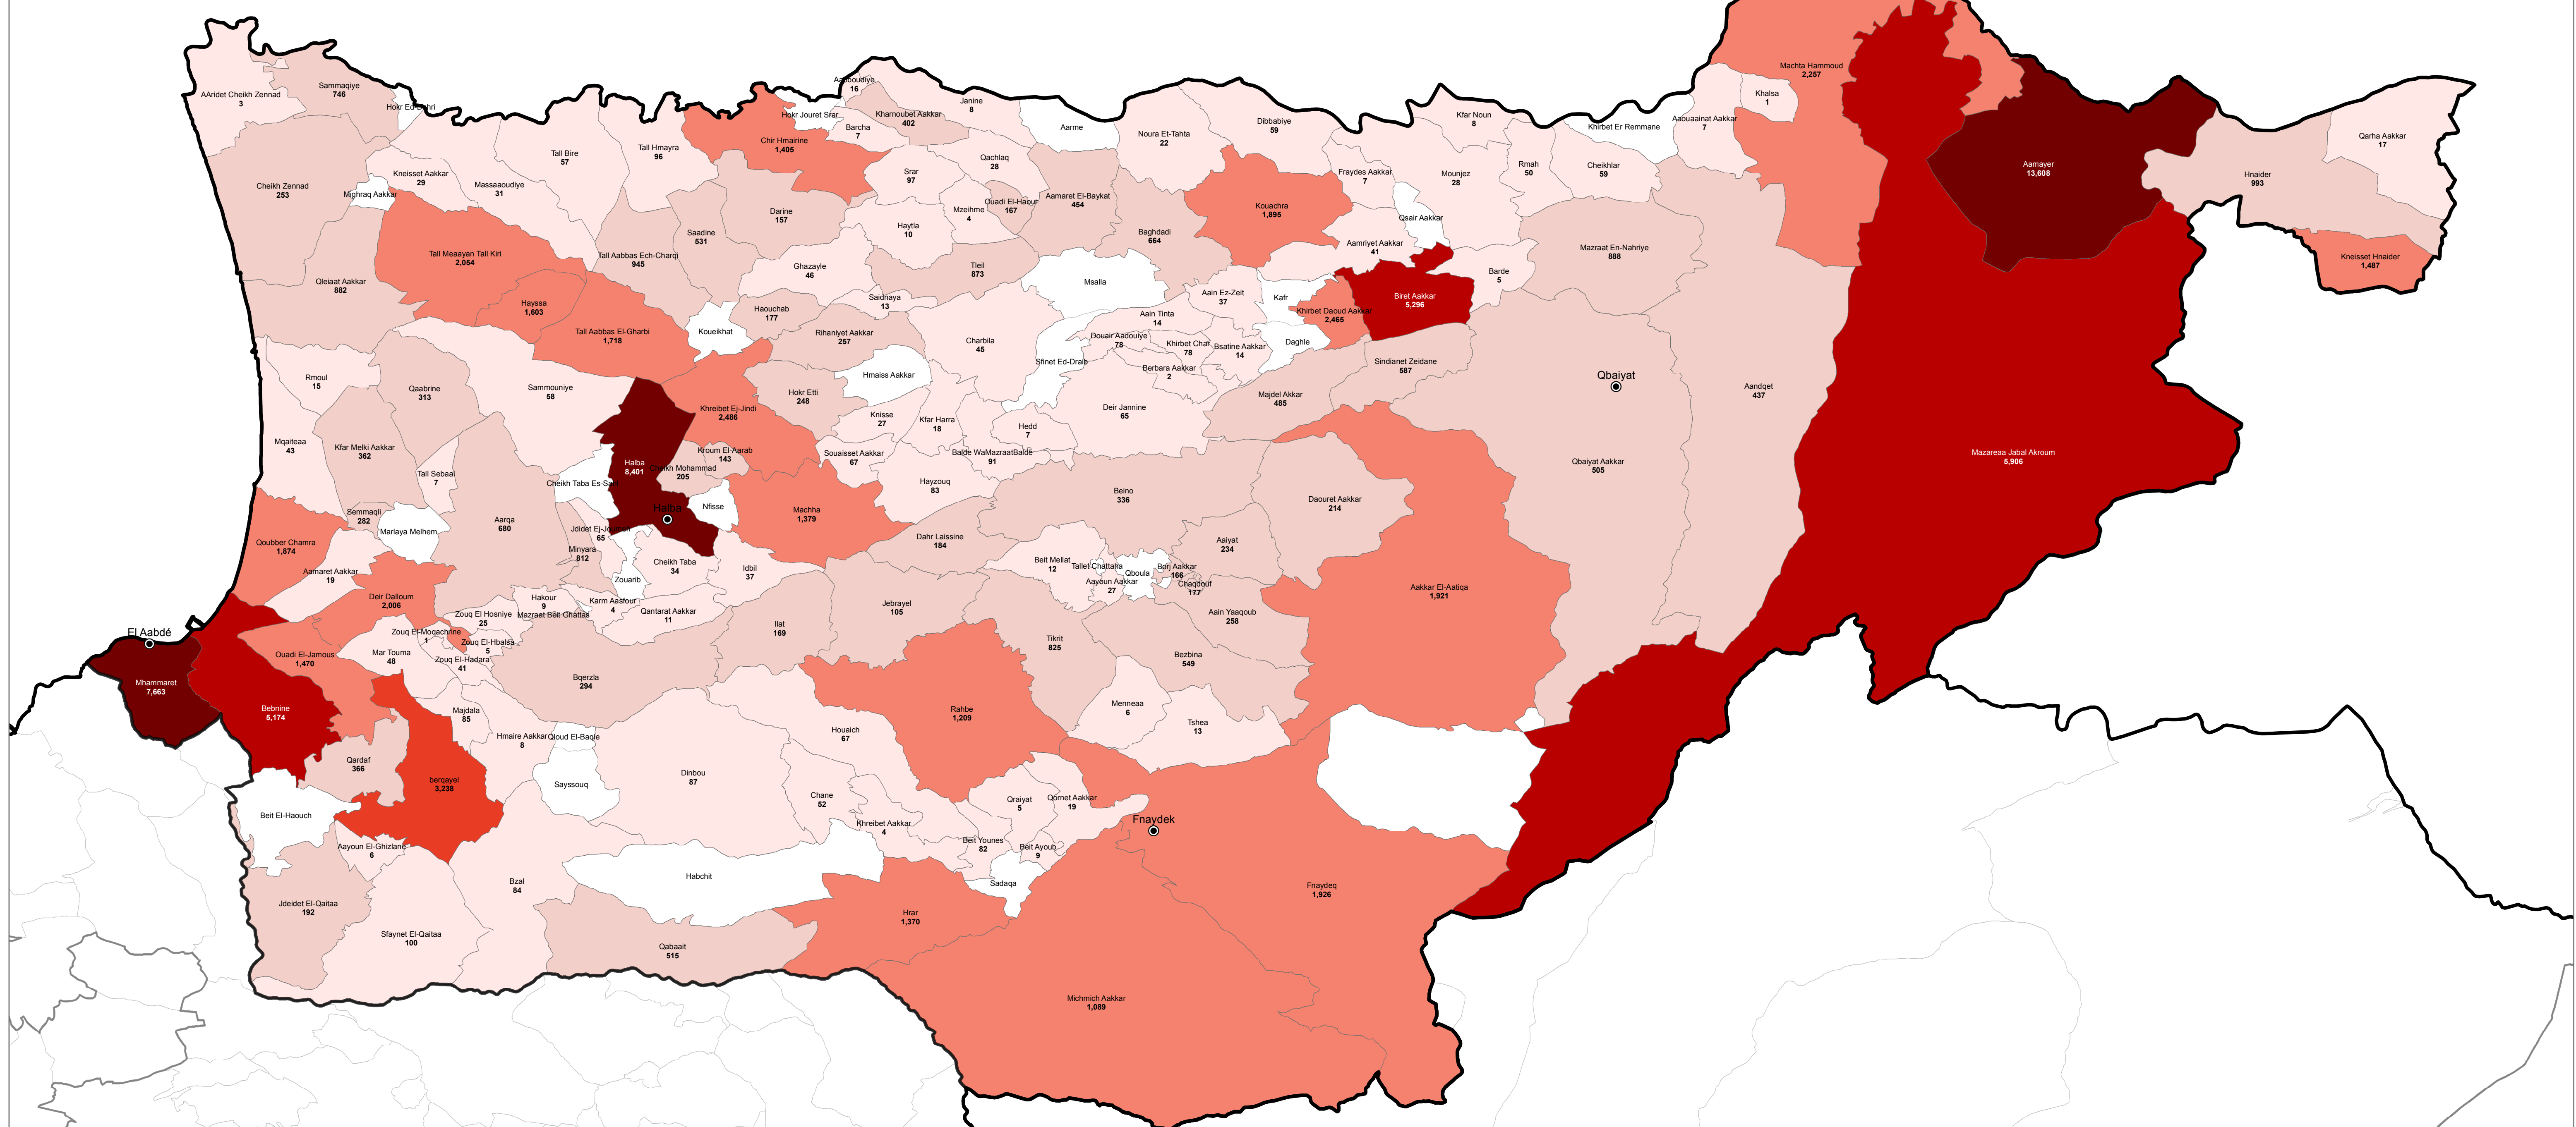 AAridet Cheikh Zennad
3
Sammaqiye
746
Cheikh Zennad
253
Mighraq Aakkar
Kneisset Aakkar
29
Massaaoudiye
31
Tall Bire
57
Tall Hmayra
96
Chir Hmairine
1,405
Hokr Jouret Srar
16
Barcha
7
Kharnoubet Aakkar
402
Janine
8
Aarme
Noura Et-Tahta
22
Dibbabiye
59
Kfar Noun
8
Khirbet Er Remmane
Aaouaainat Aakkar
7
Khalsa
1
Machta Hammoud
2,257
Aamayer
13,608
Hnaider
993
Qarha Aakkar
17
Kneisset Hnaider
1,487
Qleiaat Aakkar
882
Tall Meaayan Tall Kiri
2,054
Hayssa
1,603
Tall Aabbas El-Gharbi
1,718
Tall Aabbas Ech-Charqi
945
Saadine
531
Darine
157
Srar
97
Qachlaq
28
Mzeihme
4
Ouadi El-Haour
167
Aamaret El-Baykat
454
Haytla
10
Baghdadi
664
Kouachra
1,895
Fraydes Aakkar
7
Mounjez
28
Rmah
50
Cheikhlar
59
Qsair Aakkar
Aamriyet Aakkar
41
Barde
5
Mazraat En-Nahriye
888
Ghazayle
46
Tleil
873
Msalla
Saidnaya
13
Haouchab
177
Koueikhat
Rihaniyet Aakkar
257
Charbila
45
Aain Ez-Zeit
37
Kafr
Khirbet Daoud Aakkar
2,465
Biret Aakkar
5,296
Aain Tinta
14
Douair Aadouiye
78
Khirbet Char
78
Bsatine Aakkar
14
Daghle
Sfinet Ed-Draib
Berbara Aakkar
2
Sindianet Zeidane
587
Qbaiyat
Aandqet
437
Mazareaa Jabal Akroum
5,906
Rmoul
15
Qaabrine
313
Sammouniye
58
Hmaiss Aakkar
Hokr Etti
248
Khreibet Ej-Jindi
2,486
Knisse
27
Kfar Harra
18
Hedd
7
Deir Jannine
65
Majdel Akkar
485
Mqaiteaa
43
Kfar Melki Aakkar
362
Tall Sebaal
7
Halba
8,401
Kroum El-Aarab
143
Cheikh Mohammad
205
Souaisset Aakkar
67
Balde WaMazraatBalde
91
Qbaiyat Aakkar
505
Hayzouq
83
Beino
336
Daouret Aakkar
214
Nfisse
Machha
1,379
Halba
Semmaqli
282
Marlaya Melhem
Aarqa
680
65
Minyara
812
Cheikh Taba
34
Idbil
37
Dahr Laissine
184
Aaiyat
234
Qoubber Chamra
1,874
Aamaret Aakkar
19
Zouarib
Beit Mellat
12
Tallet Chattaha
Aayoun Aakkar
27
Qboula
Borj Aakkar
166
Chaqdouf
177
Aakkar El-Aatiqa
1,921
Deir Dalloum
2,006
Zouq El Hosniye
25
Hakour
9
Mazraat Beit Ghattas
Karm Aasfour
4
Qantarat Aakkar
11
Ilat
169
Jebrayel
105
Aain Yaaqoub
258
El Aabdé
Zouq El-Moqachrine
1
Zouq El-Hbalsa
5
Zouq El-Hadara
41
Mar Touma
48
Ouadi El-Jamous
1,470
Tikrit
825
Bezbina
549
Mhammaret
7,663
Bebnine
5,174
Bqerzla
294
Menneaa
6
Tshea
13
Rahbe
1,209
Majdala
85
Hmaire Aakkar
8
Qloud El-Baqie
Houaich
67
Qardaf
366
berqayel
3,238
Sayssouq
Dinbou
87
Chane
52
Qraiyat
5
Qornet Aakkar
19
Fnaydek
Beit El-Haouch
Khreibet Aakkar
4
Beit Younes
82
Beit Ayoub
9
Aayoun El-Ghizlane
6
Sadaqa
Habchit
Bzal
84
Fnaydeq
1,926
Jdeidet El-Qaitaa
192
Hrar
1,370
Sfaynet El-Qaitaa
100
Qabaait
515
Michmich Aakkar
1,089